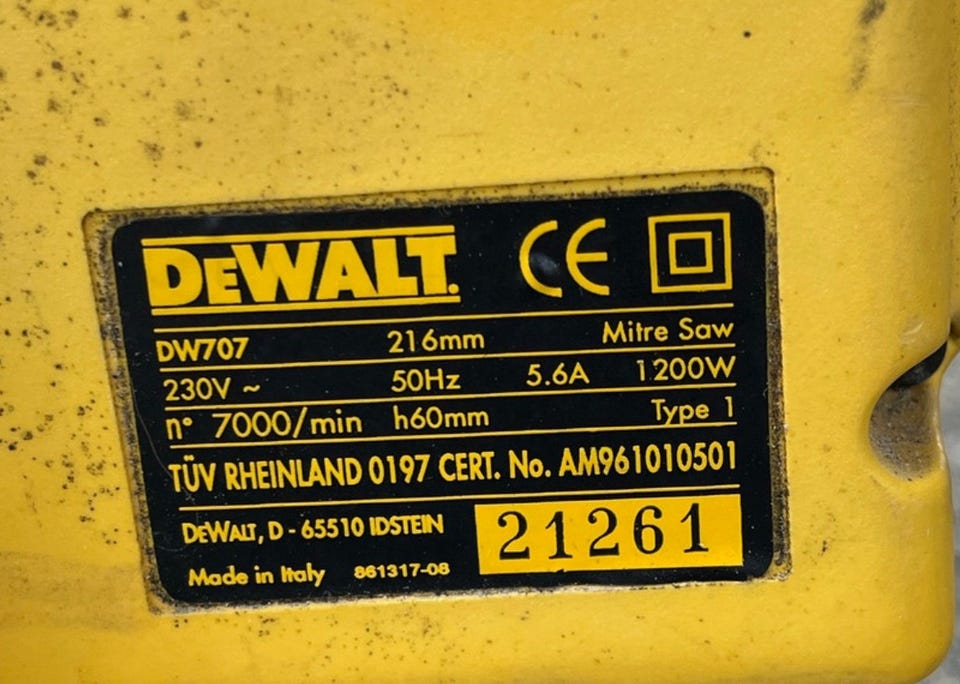 DEWALT.
CE
DW707 216mm Mitre Saw
230V ~ 50Hz 5.6A 1200W
n° 7000/min h60mm Type 1
TÜV RHEINLAND 0197 CERT. No. AM961010501
DEWALT, D - 65510 IDSTEIN
21261
Made in Italy 861317-08